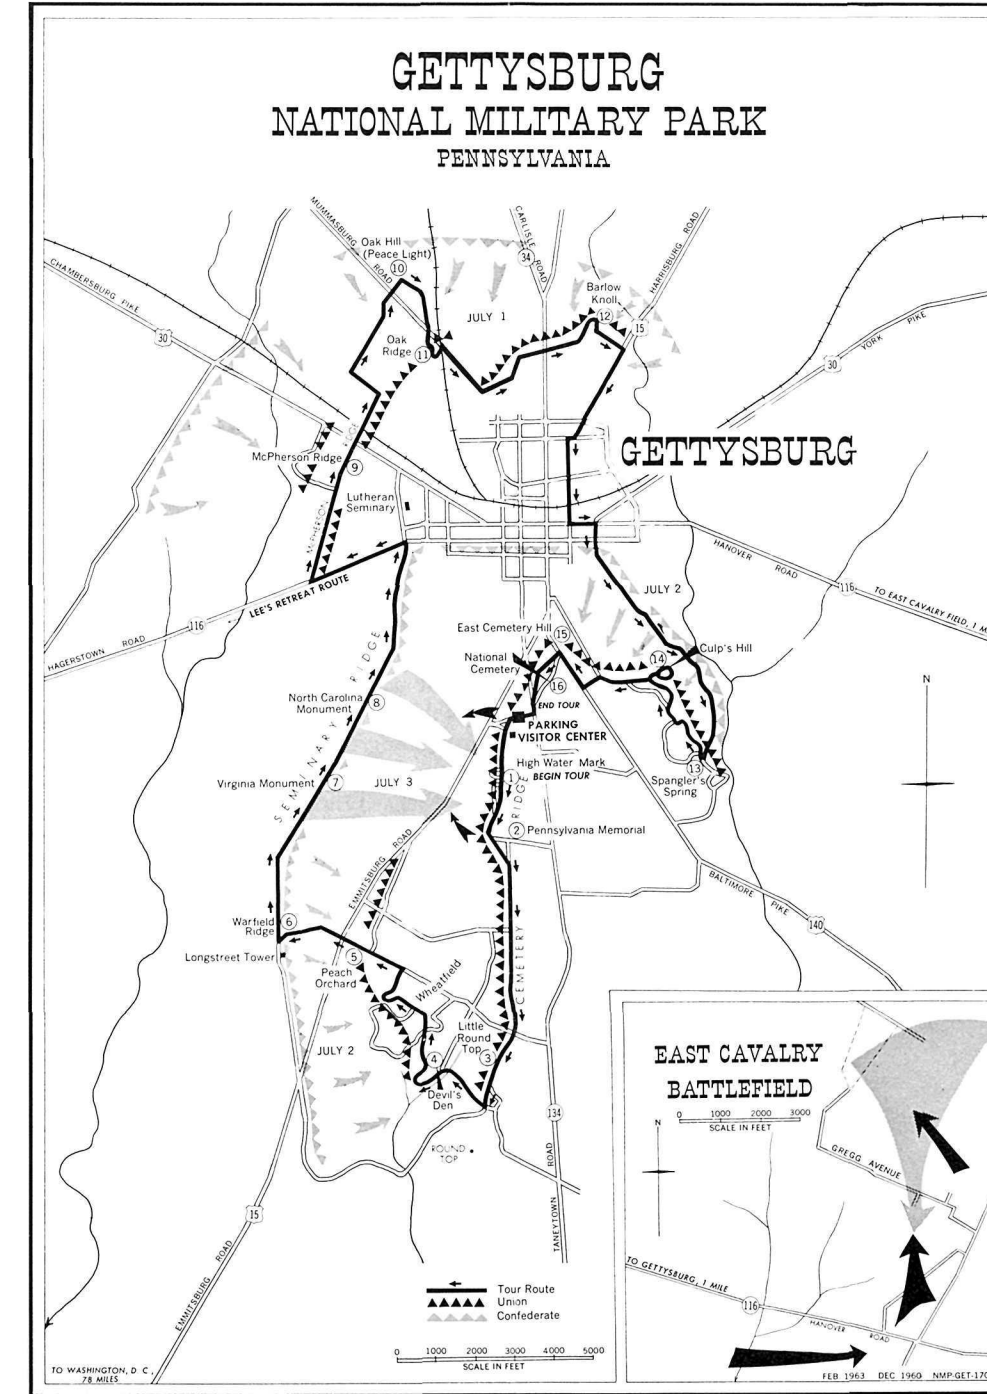 GETTYSBURG
NATIONAL MILITARY PARK
PENNSYLVANIA
MUMMASBURG
ROAD
CARLISLE
34
ROAD
HARRISBURG ROAD
15
Oak Hill
(Peace Light)
10
CHAMBERSBURG PIKE
30
JULY 1
Barlow
Knoll
12
YORK PIKE
30
Oak
Ridge
11
GETTYSBURG
McPherson Ridge
9
McPHERSON RIDGE
Lutheran
Seminary
LEE'S RETREAT ROUTE
HAGERSTOWN ROAD
116
HANOVER ROAD
116
TO EAST CAVALRY FIELD, 1 M
JULY 2
East Cemetery Hill
15
National
Cemetery
14
Culp's Hill
16
END TOUR
PARKING
VISITOR CENTER
North Carolina
Monument
8
SEMINARY RIDGE
High Water Mark
1
BEGIN TOUR
13
Spangler's
Spring
Virginia Monument
7
JULY 3
RIDGE
2
Pennsylvania Memorial
N
EMMITSBURG ROAD
BALTIMORE PIKE
140
Warfield
Ridge
6
Longstreet Tower
5
Peach
Orchard
Wheatfield
CEMETERY
Little
Round
Top
3
JULY 2
4
Devil's
Den
ROUND
TOP
134
TANEYTOWN ROAD
15
EMMITSBURG ROAD
Tour Route
Union
Confederate
0 1000 2000 3000 4000 5000
SCALE IN FEET
TO WASHINGTON, D C,
78 MILES
EAST CAVALRY
BATTLEFIELD
0 1000 2000 3000
SCALE IN FEET
N
GREGG AVENUE
TO GETTYSBURG, 1 MILE
116
HANOVER ROAD
FEB 1963 DEC 1960 NMP-GET-170